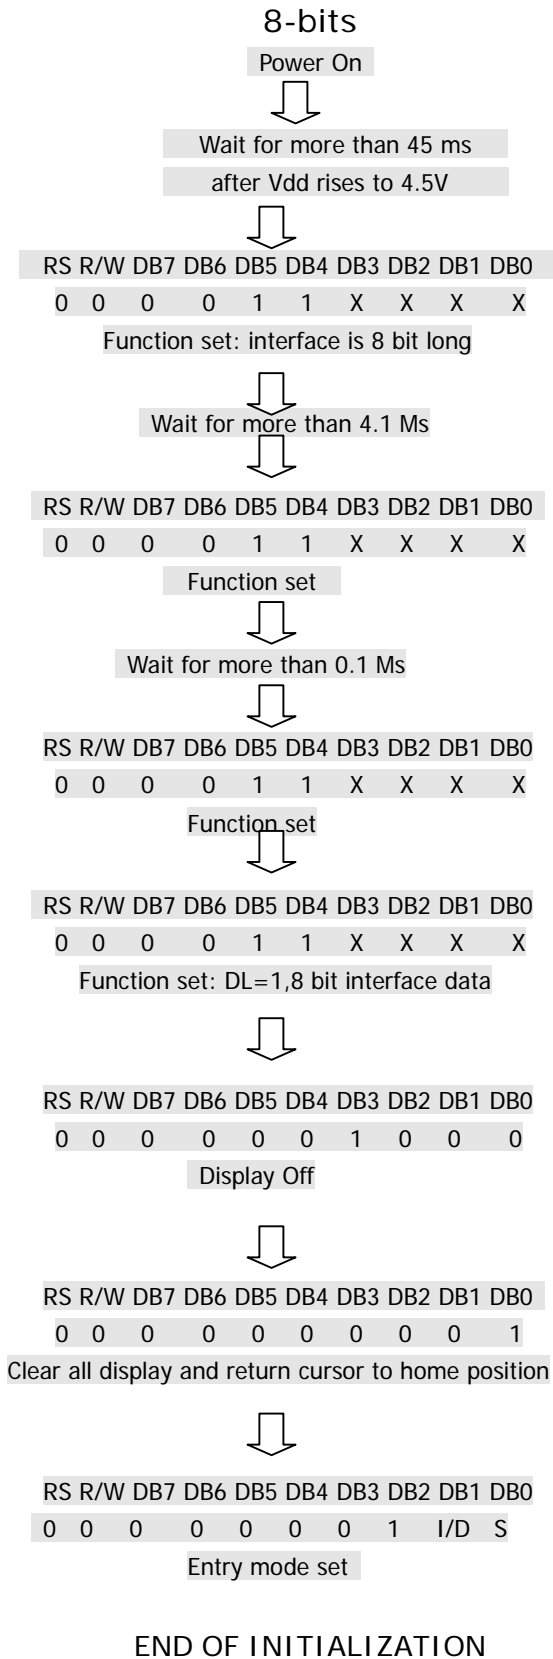 8-bits
Power On
Wait for more than 45 ms
after Vdd rises to 4.5V
RS R/W DB7 DB6 DB5 DB4 DB3 DB2 DB1 DB0
0 0 0 0 1 1 X X X X
Function set: interface is 8 bit long
Wait for more than 4.1 Ms
RS R/W DB7 DB6 DB5 DB4 DB3 DB2 DB1 DB0
0 0 0 0 1 1 X X X X
Function set
Wait for more than 0.1 Ms
RS R/W DB7 DB6 DB5 DB4 DB3 DB2 DB1 DB0
0 0 0 0 1 1 X X X X
Function set
RS R/W DB7 DB6 DB5 DB4 DB3 DB2 DB1 DB0
0 0 0 0 1 1 X X X X
Function set: DL=1,8 bit interface data
RS R/W DB7 DB6 DB5 DB4 DB3 DB2 DB1 DB0
0 0 0 0 0 0 1 0 0 0
Display Off
RS R/W DB7 DB6 DB5 DB4 DB3 DB2 DB1 DB0
0 0 0 0 0 0 0 0 0 1
Clear all display and return cursor to home position
RS R/W DB7 DB6 DB5 DB4 DB3 DB2 DB1 DB0
0 0 0 0 0 0 0 1 I/D S
Entry mode set
END OF INITIALIZATION